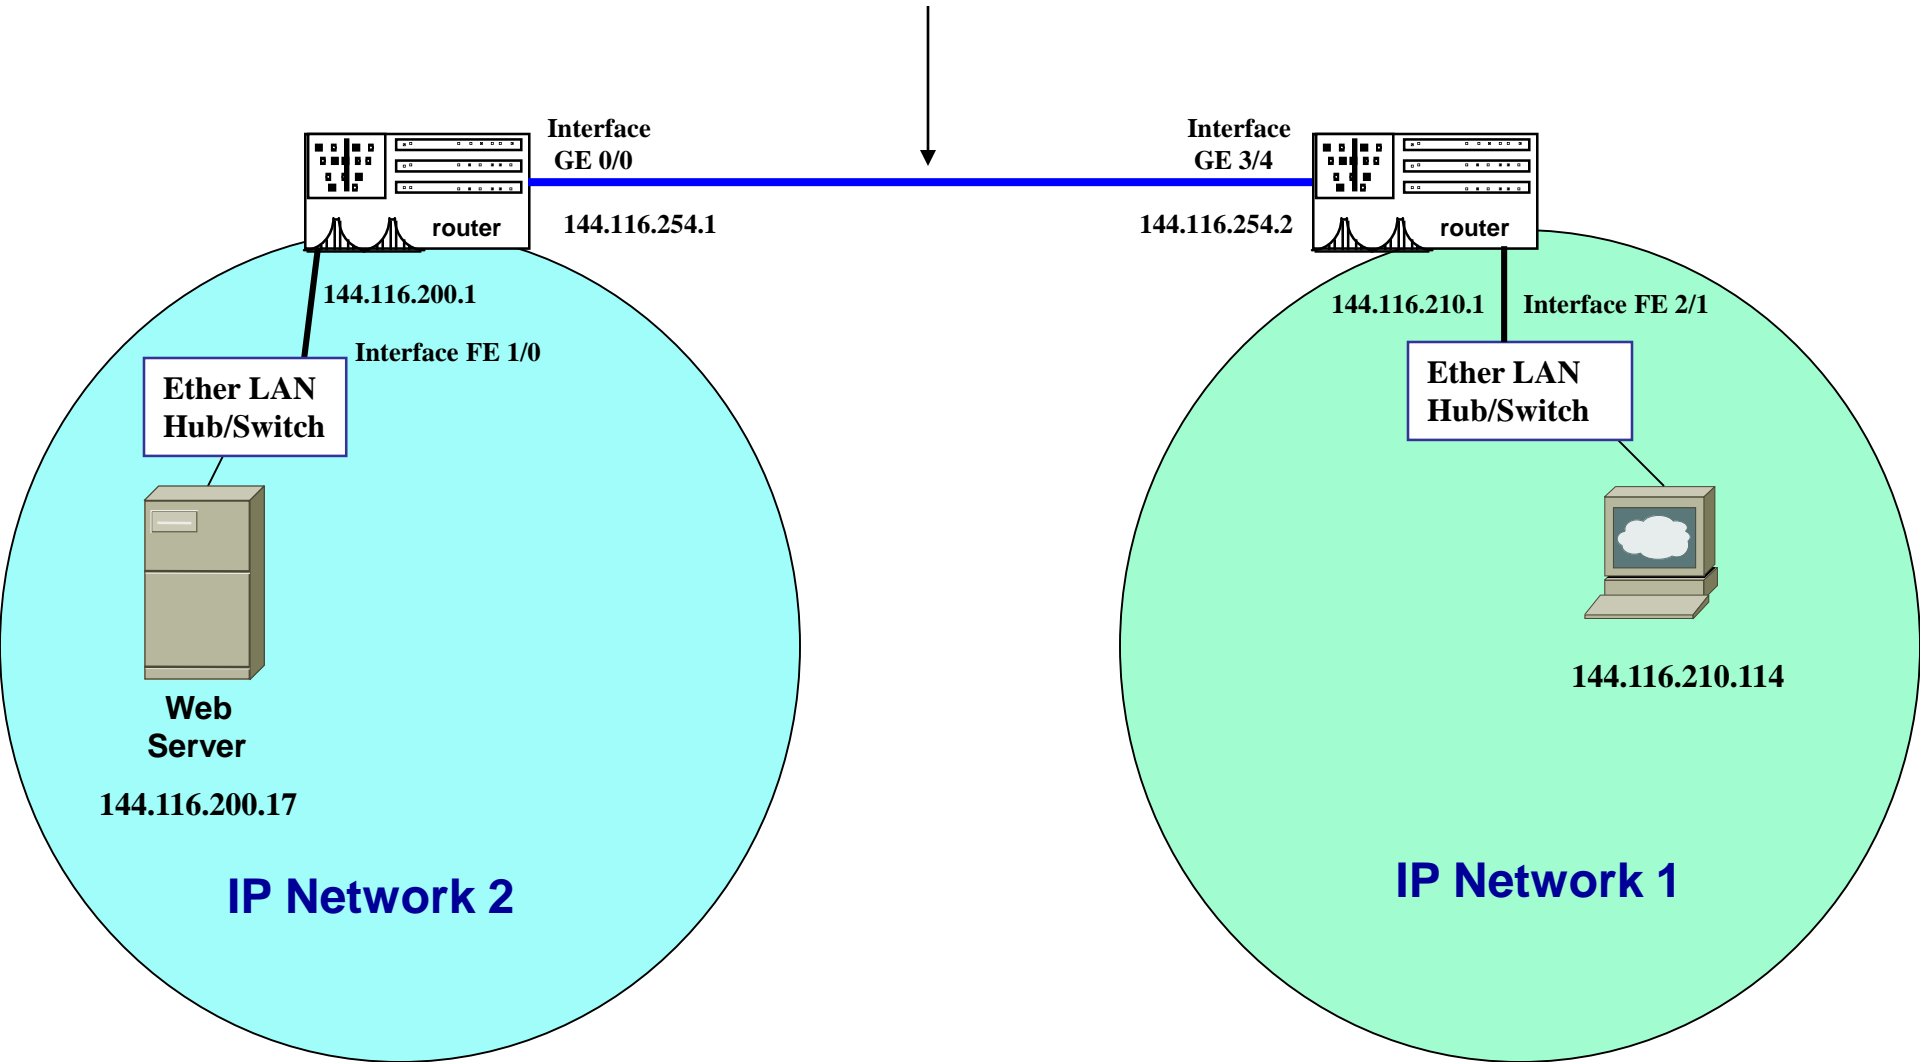 Interface
GE 0/0
Interface
GE 3/4
router
144.116.254.1
144.116.254.2
router
144.116.200.1
144.116.210.1
Interface FE 2/1
Interface FE 1/0
Ether LAN
Hub/Switch
Ether LAN
Hub/Switch
Web
Server
144.116.200.17
144.116.210.114
IP Network 2
IP Network 1